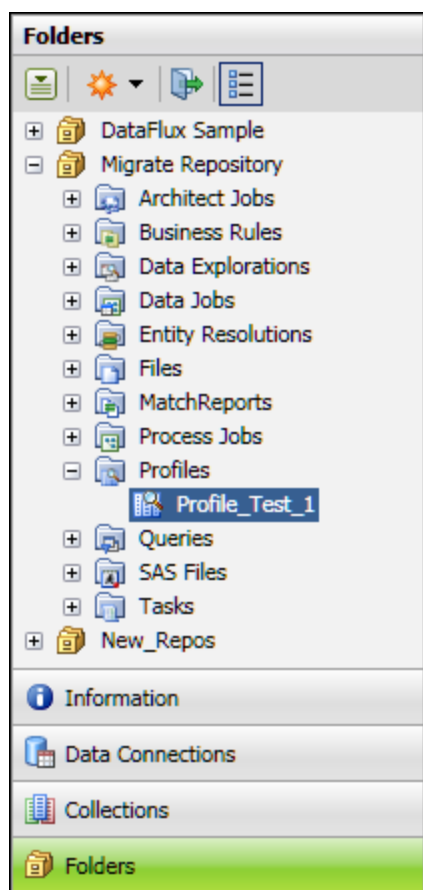 Folders
DataFlux Sample
Migrate Repository
Architect Jobs
Business Rules
Data Explorations
Data Jobs
Entity Resolutions
Files
MatchReports
Process Jobs
Profiles
Profile_Test_1
Queries
SAS Files
Tasks
New_Repos
Information
Data Connections
Collections
Folders